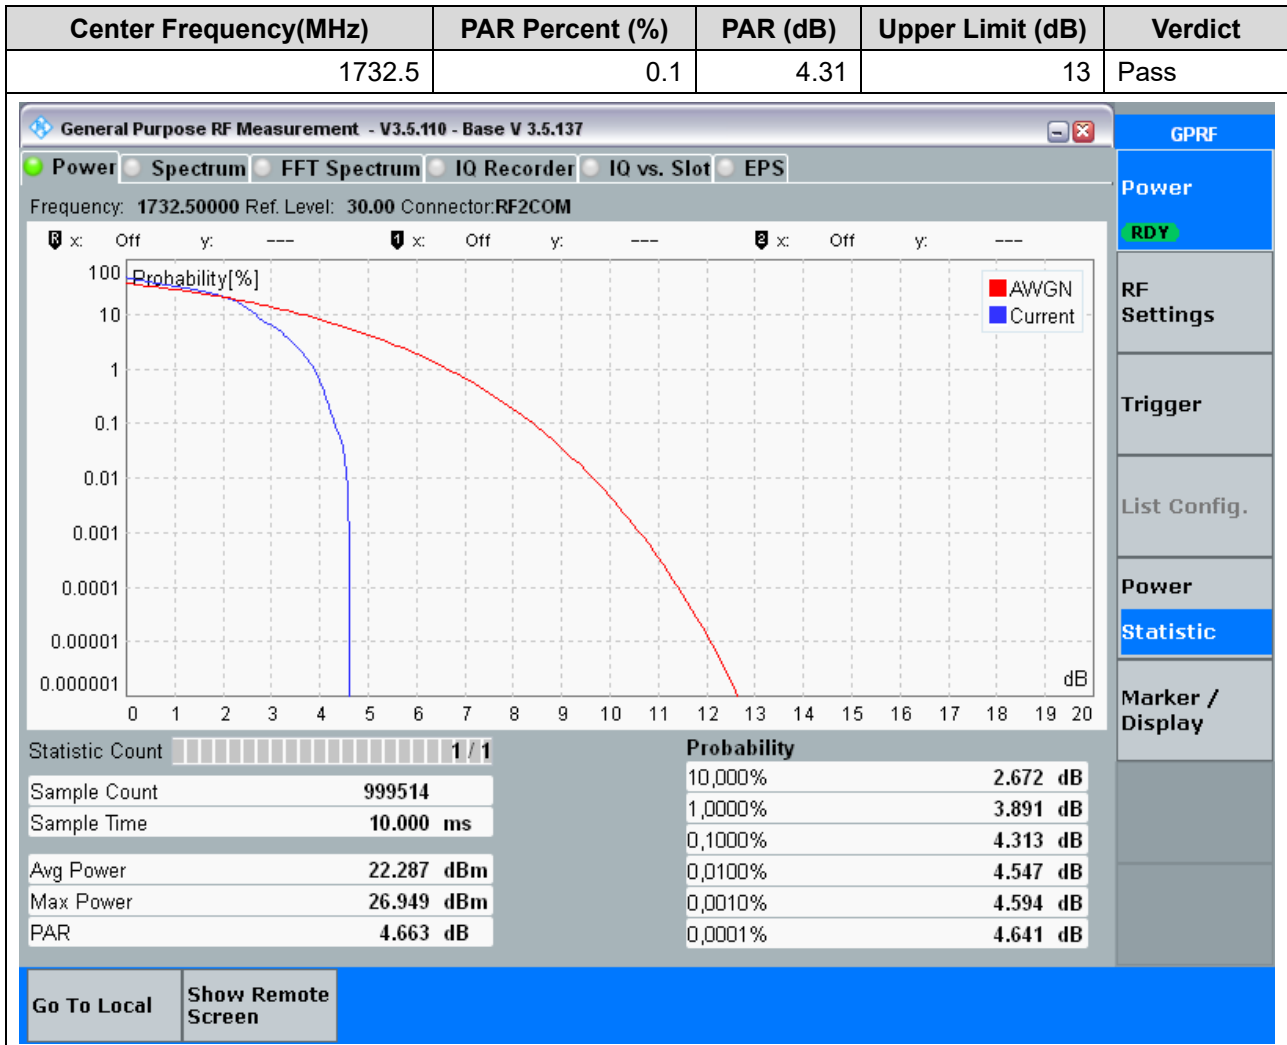 Center Frequency(MHz) PAR Percent (%) PAR (dB) Upper Limit (dB) Verdict
1732.5 0.1 4.31 13 Pass
General Purpose RF Measurement - V3.5.110 - Base V 3.5.137
GPRF
Power Spectrum FFT Spectrum IQ Recorder IQ vs. Slot EPS
Frequency: 1732.50000 Ref. Level: 30.00 Connector:RF2COM
R x: Off y: --- 1 x: Off y: --- 2 x: Off y: ---
Probability[%]
AWGN
Current
100
10
1
0.1
0.01
0.001
0.0001
0.00001
0.000001
dB
0 1 2 3 4 5 6 7 8 9 10 11 12 13 14 15 16 17 18 19 20
Statistic Count 1 / 1
Sample Count 999514
Sample Time 10.000 ms
Avg Power 22.287 dBm
Max Power 26.949 dBm
PAR 4.663 dB
Probability
10,000% 2.672 dB
1,0000% 3.891 dB
0,1000% 4.313 dB
0,0100% 4.547 dB
0,0010% 4.594 dB
0,0001% 4.641 dB
Power
RDY
RF
Settings
Trigger
List Config.
Power
Statistic
Marker /
Display
Go To Local
Show Remote
Screen